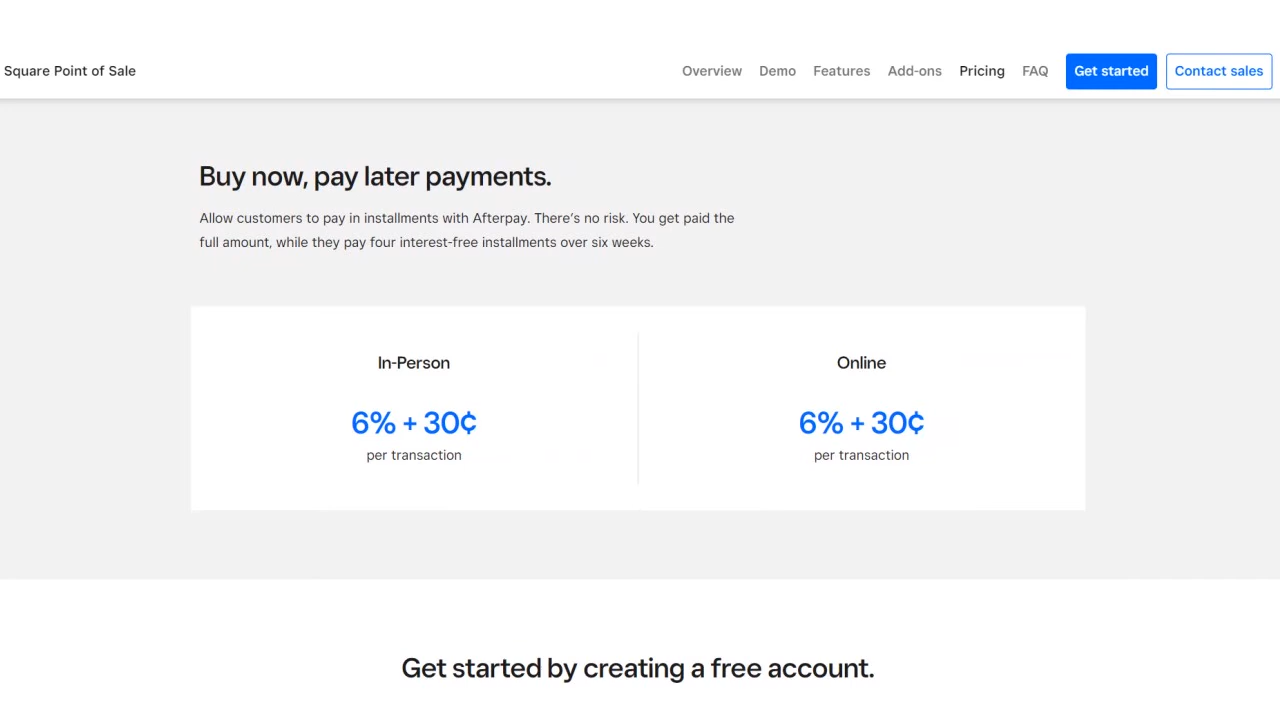 Square Point of Sale
Overview Demo Features Add-ons Pricing FAQ Get started Contact sales
Buy now, pay later payments.
Allow customers to pay in installments with Afterpay. There’s no risk. You get paid the
full amount, while they pay four interest-free installments over six weeks.
In-Person
6% + 30¢
per transaction
Online
6% + 30¢
per transaction
Get started by creating a free account.